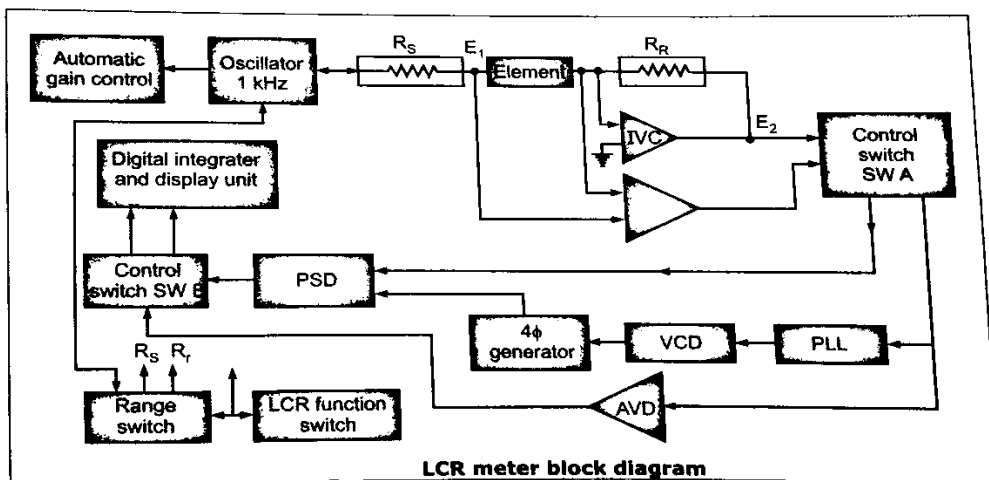 R_S
E_1
R_R
Automatic
gain control
Oscillator
1 kHz
Element
IVC
E_2
Control
switch
SW A
Digital integrater
and display unit
Control
switch SW B
PSD
4ϕ
generator
VCD
PLL
R_S
R_r
Range
switch
LCR function
switch
AVD
LCR meter block diagram